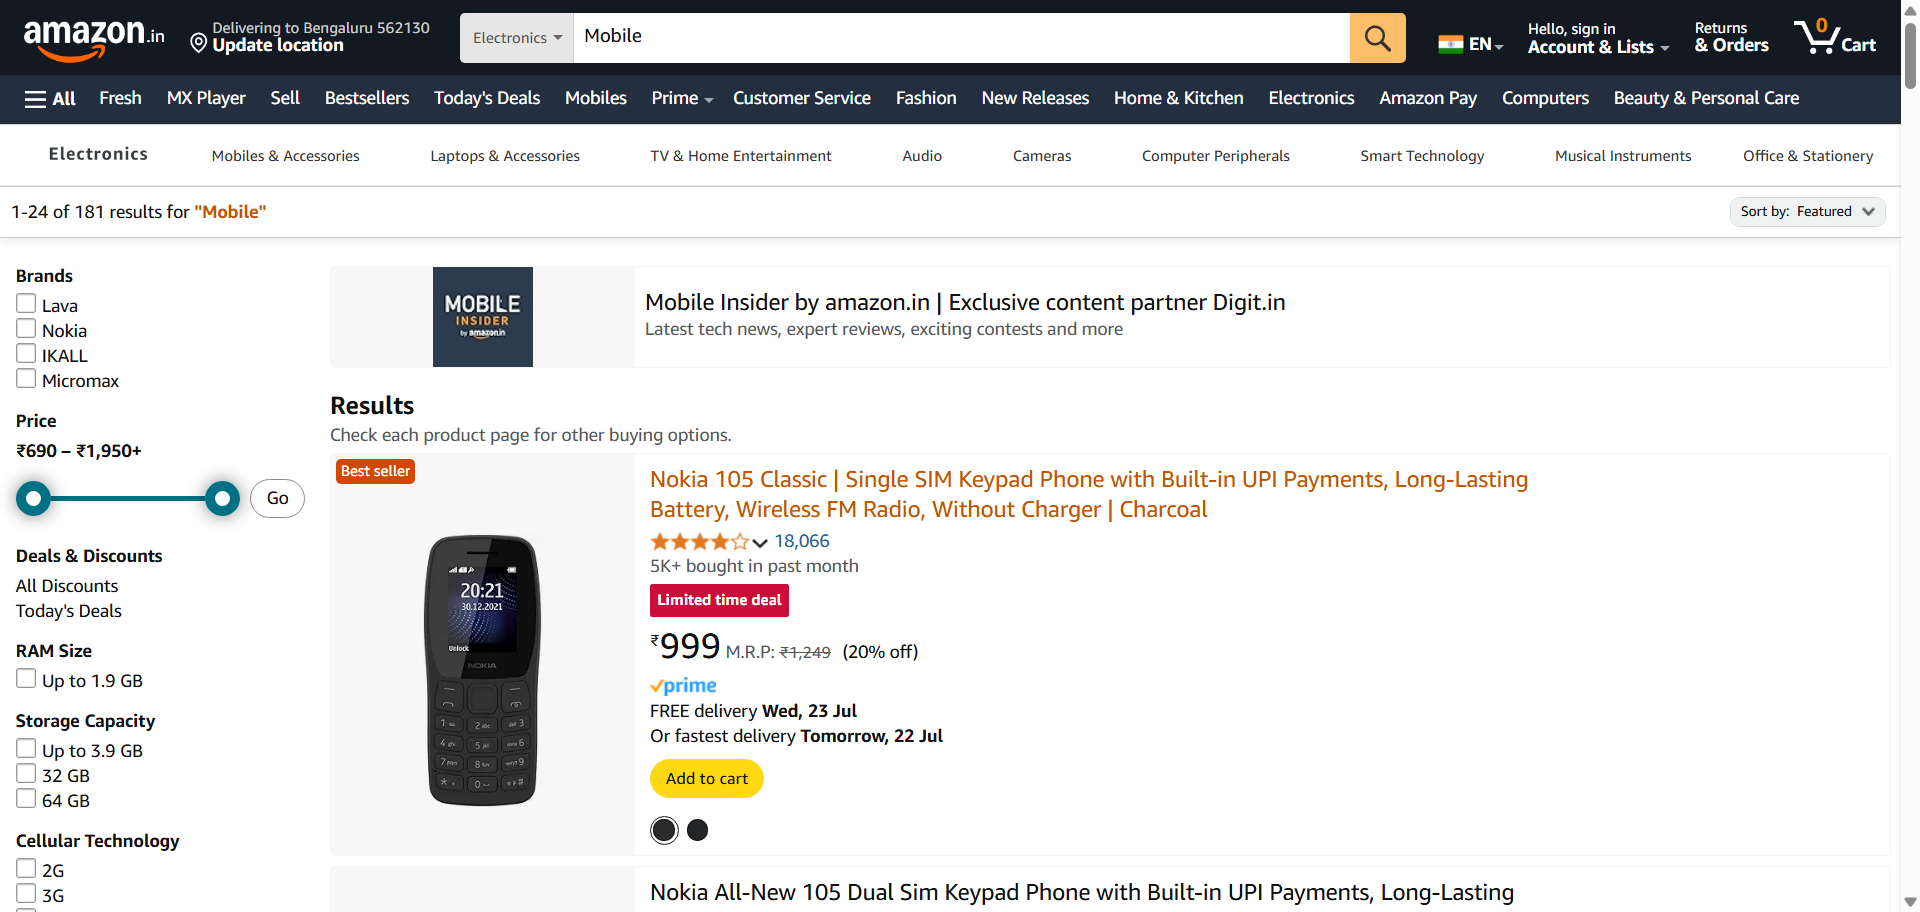 amazon.in
Delivering to Bengaluru 562130
Update location
Electronics
Mobile
EN
Hello, sign in
Account & Lists
Returns
& Orders
0
Cart
All
Fresh
MX Player
Sell
Bestsellers
Today's Deals
Mobiles
Prime
Customer Service
Fashion
New Releases
Home & Kitchen
Electronics
Amazon Pay
Computers
Beauty & Personal Care
Electronics
Mobiles & Accessories
Laptops & Accessories
TV & Home Entertainment
Audio
Cameras
Computer Peripherals
Smart Technology
Musical Instruments
Office & Stationery
1-24 of 181 results for "Mobile"
Sort by: Featured
Brands
Lava
Nokia
IKALL
Micromax
Price
₹690 – ₹1,950+
Go
Deals & Discounts
All Discounts
Today's Deals
RAM Size
Up to 1.9 GB
Storage Capacity
Up to 3.9 GB
32 GB
64 GB
Cellular Technology
2G
3G
MOBILE
INSIDER
by amazon.in
Mobile Insider by amazon.in | Exclusive content partner Digit.in
Latest tech news, expert reviews, exciting contests and more
Results
Check each product page for other buying options.
Best seller
20:21
30.12.2021
Unlock
NOKIA
Nokia 105 Classic | Single SIM Keypad Phone with Built-in UPI Payments, Long-Lasting
Battery, Wireless FM Radio, Without Charger | Charcoal
18,066
5K+ bought in past month
Limited time deal
₹999 M.R.P: ₹1,249 (20% off)
prime
FREE delivery Wed, 23 Jul
Or fastest delivery Tomorrow, 22 Jul
Add to cart
Nokia All-New 105 Dual Sim Keypad Phone with Built-in UPI Payments, Long-Lasting